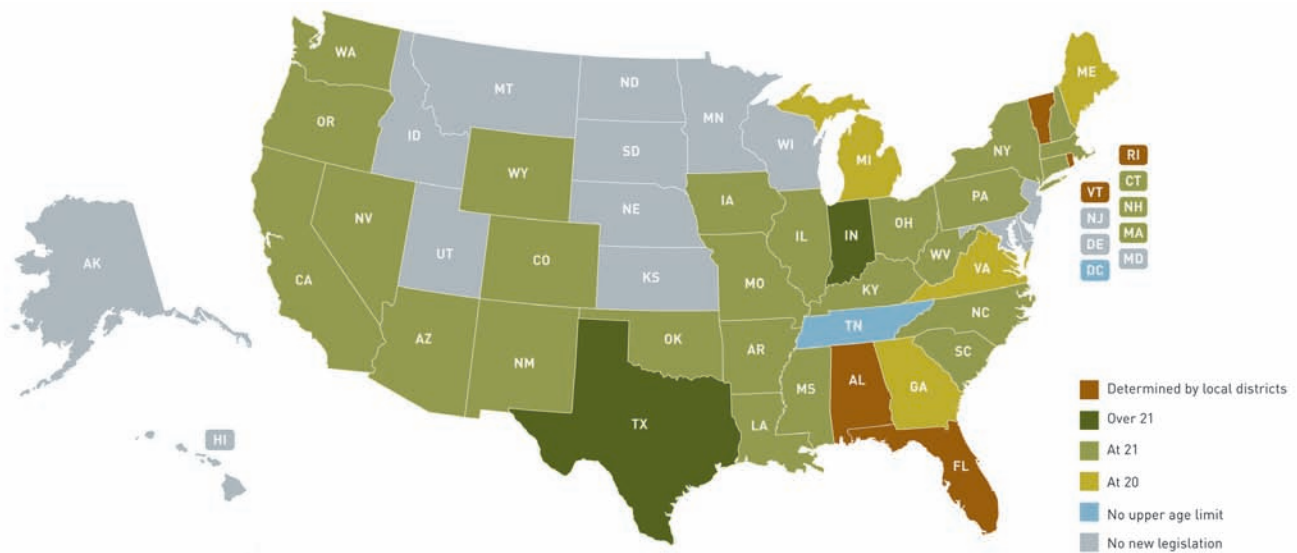 WA
OR
CA
NV
ID
MT
WY
UT
CO
AZ
NM
ND
SD
NE
KS
OK
TX
MN
IA
MO
AR
LA
WI
IL
MS
MI
IN
KY
TN
AL
OH
WV
VA
NC
SC
GA
FL
PA
NY
ME
AK
HI
VT
NJ
DE
DC
RI
CT
NH
MA
MD
Determined by local districts
Over 21
At 21
At 20
No upper age limit
No new legislation